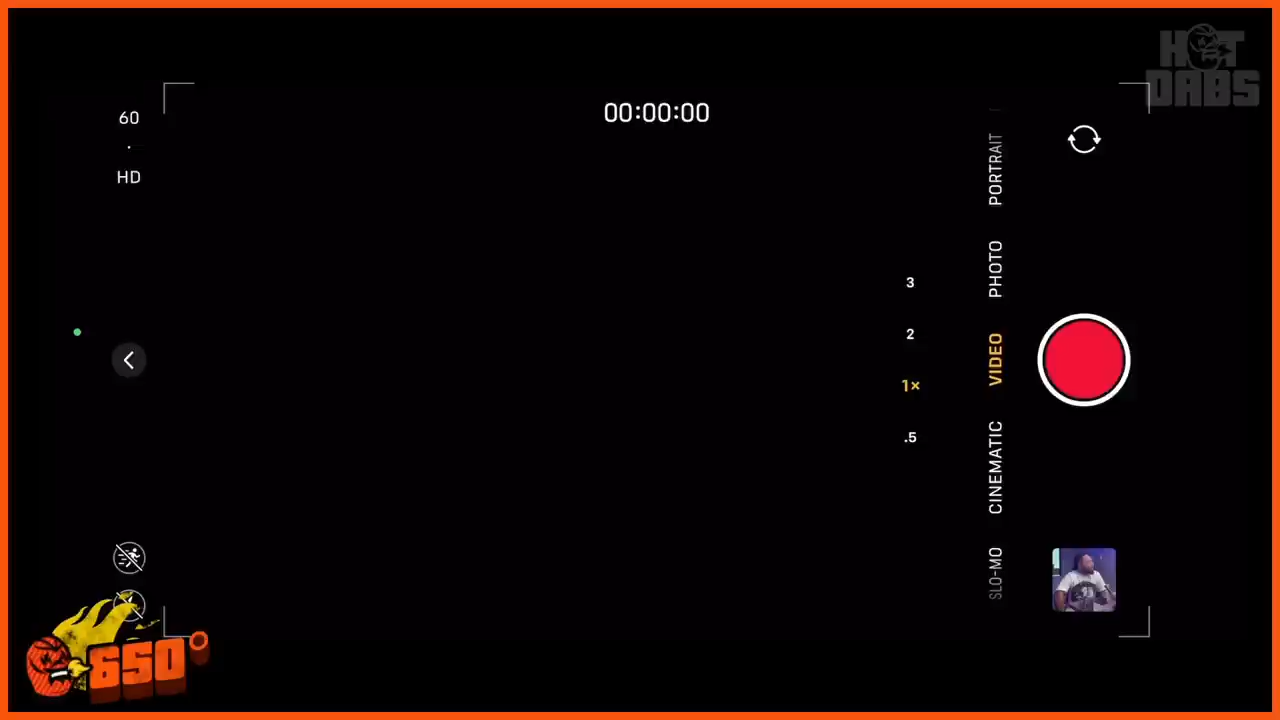 HOT
DABS
60
HD
00:00:00
PORTRAIT
PHOTO
VIDEO
CINEMATIC
SLO-MO
3
2
1×
.5
650°